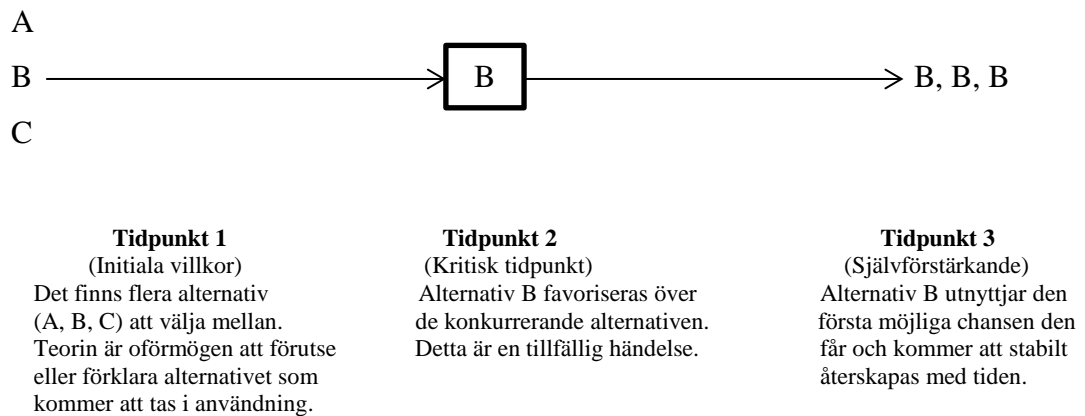 A
B
B
B, B, B
C
Tidpunkt 1
(Initiala villkor)
Det finns flera alternativ
(A, B, C) att välja mellan.
Teorin är oförmögen att förutse
eller förklara alternativet som
kommer att tas i användning.
Tidpunkt 2
(Kritisk tidpunkt)
Alternativ B favoriseras över
de konkurrerande alternativen.
Detta är en tillfällig händelse.
Tidpunkt 3
(Självförstärkande)
Alternativ B utnyttjar den
första möjliga chansen den
får och kommer att stabilt
återskapas med tiden.